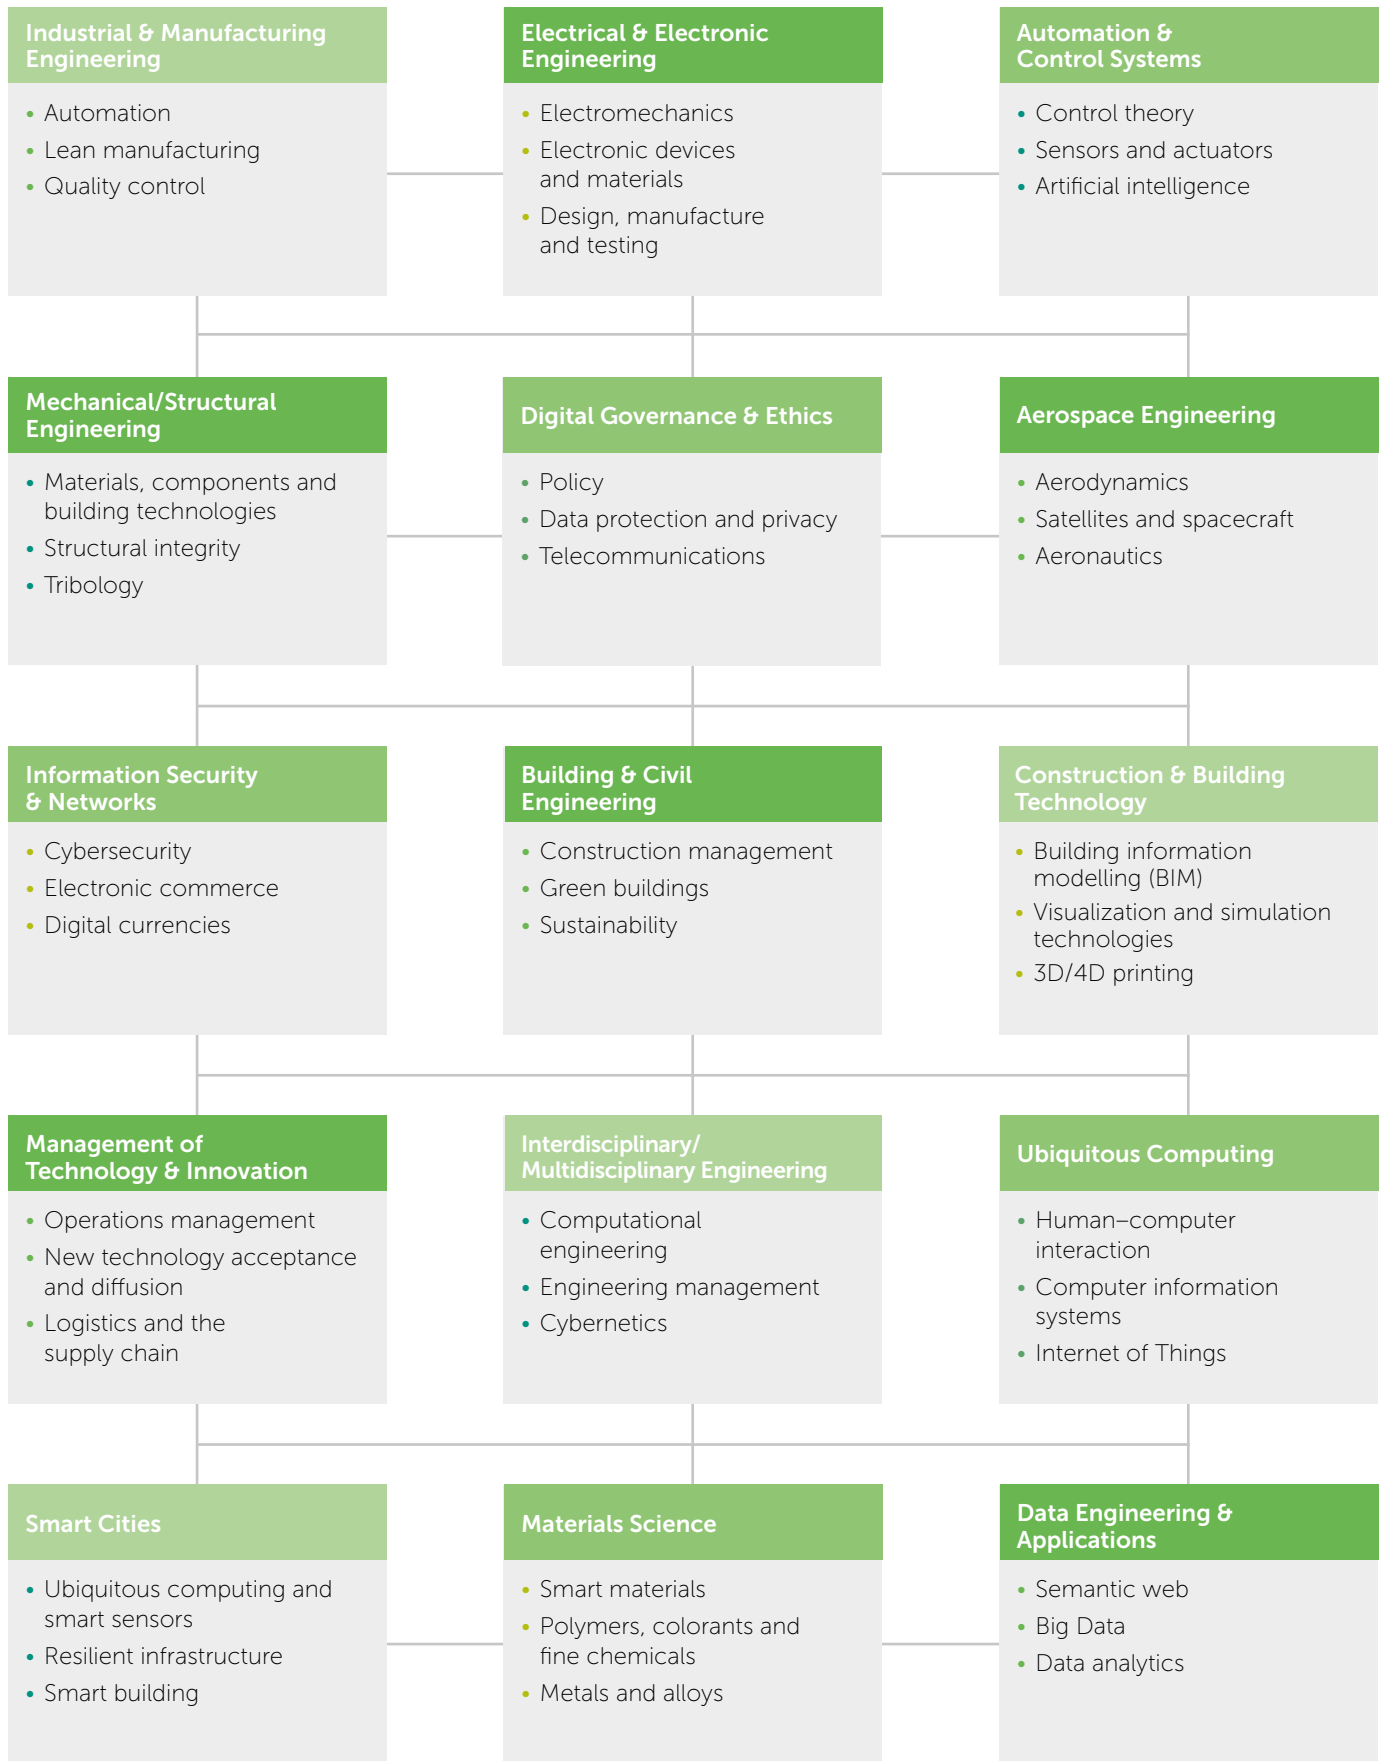 Industrial & Manufacturing
Engineering
• Automation
• Lean manufacturing
• Quality control
Electrical & Electronic
Engineering
• Electromechanics
• Electronic devices
and materials
• Design, manufacture
and testing
Automation &
Control Systems
• Control theory
• Sensors and actuators
• Artificial intelligence
Mechanical/Structural
Engineering
• Materials, components and
building technologies
• Structural integrity
• Tribology
Digital Governance & Ethics
• Policy
• Data protection and privacy
• Telecommunications
Aerospace Engineering
• Aerodynamics
• Satellites and spacecraft
• Aeronautics
Information Security
& Networks
• Cybersecurity
• Electronic commerce
• Digital currencies
Building & Civil
Engineering
• Construction management
• Green buildings
• Sustainability
Construction & Building
Technology
• Building information
modelling (BIM)
• Visualization and simulation
technologies
• 3D/4D printing
Management of
Technology & Innovation
• Operations management
• New technology acceptance
and diffusion
• Logistics and the
supply chain
Interdisciplinary/
Multidisciplinary Engineering
• Computational
engineering
• Engineering management
• Cybernetics
Ubiquitous Computing
• Human–computer
interaction
• Computer information
systems
• Internet of Things
Smart Cities
• Ubiquitous computing and
smart sensors
• Resilient infrastructure
• Smart building
Materials Science
• Smart materials
• Polymers, colorants and
fine chemicals
• Metals and alloys
Data Engineering &
Applications
• Semantic web
• Big Data
• Data analytics